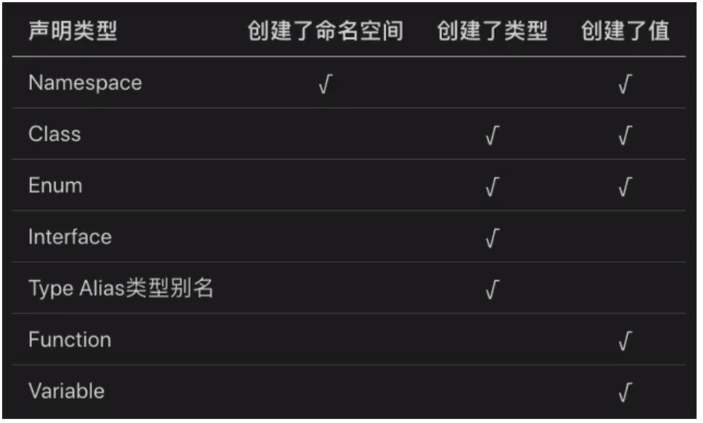 声明类型 创建了命名空间 创建了类型 创建了值
Namespace √ √
Class √ √
Enum √ √
Interface √
Type Alias类型别名 √
Function √
Variable √